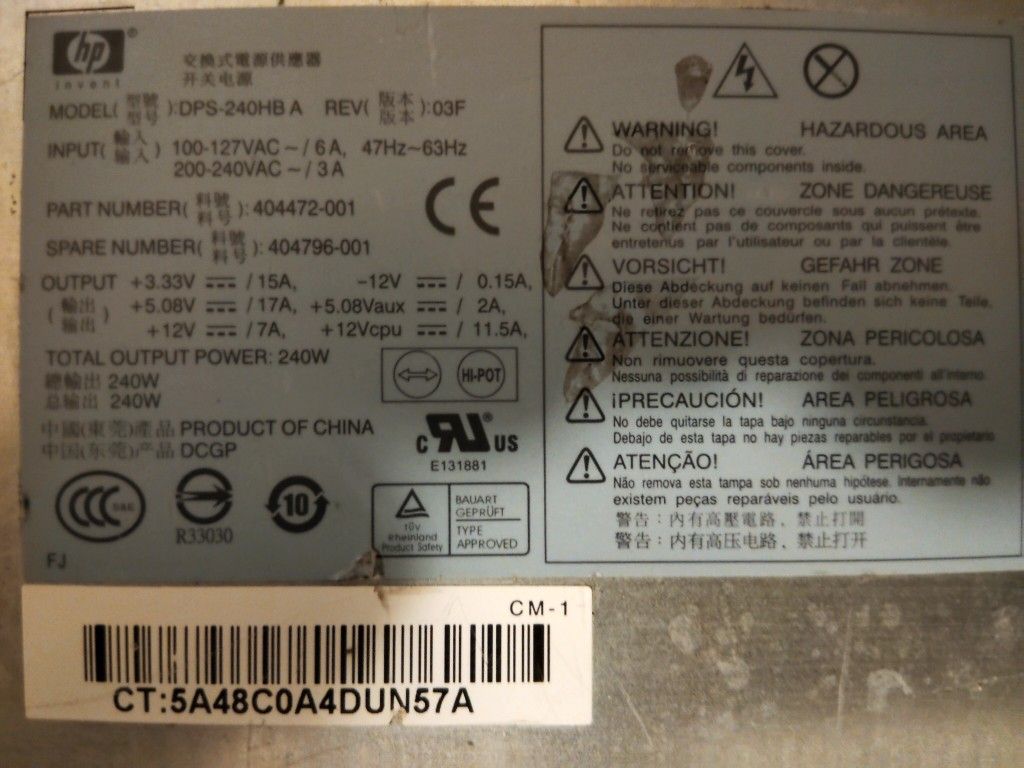 hp®
invent
交換式電源供應器
开关电源
MODEL( 型號 型号 ):DPS-240HB A REV( 版本 版本 ):03F
INPUT( 輸入 输入 ) 100-127VAC ~ / 6 A, 47Hz~63Hz
200-240VAC ~ / 3 A
PART NUMBER( 料號 料号 ): 404472-001
SPARE NUMBER( 料號 料号 ): 404796-001
CE
OUTPUT +3.33V / 15A, -12V / 0.15A,
( 輸出 输出 ) +5.08V / 17A, +5.08Vaux / 2A,
+12V / 7A, +12Vcpu / 11.5A,
TOTAL OUTPUT POWER: 240W
總輸出 240W
总输出 240W
HI-POT
中國(東莞)產品 PRODUCT OF CHINA
中国(东莞)产品 DCGP
c RU® US
E131881
CCC S&E
R33030
10
TÜV
Rheinland
Product Safety
BAUART
GEPRÜFT
TYPE
APPROVED
FJ
WARNING! HAZARDOUS AREA
Do not remove this cover.
No serviceable components inside.
ATTENTION! ZONE DANGEREUSE
Ne retirez pas ce couvercle sous aucun prétexte.
Ne contient pas de composants qui puissent être
entretenus par l'utilisateur ou par la clientèle.
VORSICHT! GEFAHR ZONE
Diese Abdeckung auf keinen Fall abnehmen.
Unter dieser Abdeckung befinden sich keine Teile,
die einer Wartung bedürfen.
ATTENZIONE! ZONA PERICOLOSA
Non rimuovere questa copertura.
Nessuna possibilità di reparazione dei componenti all'interno.
¡PRECAUCIÓN! AREA PELIGROSA
No debe quitarse la tapa bajo ninguna circunstancia.
Debajo de esta tapa no hay piezas reparables por el propietario
ATENÇÃO! ÁREA PERIGOSA
Não remova esta tampa sob nenhuma hipótese. Internamente não
existem peças reparáveis pelo usuário.
警告：內有高壓電路，禁止打開
警告：内有高压电路，禁止打开
CM-1
CT:5A48C0A4DUN57A